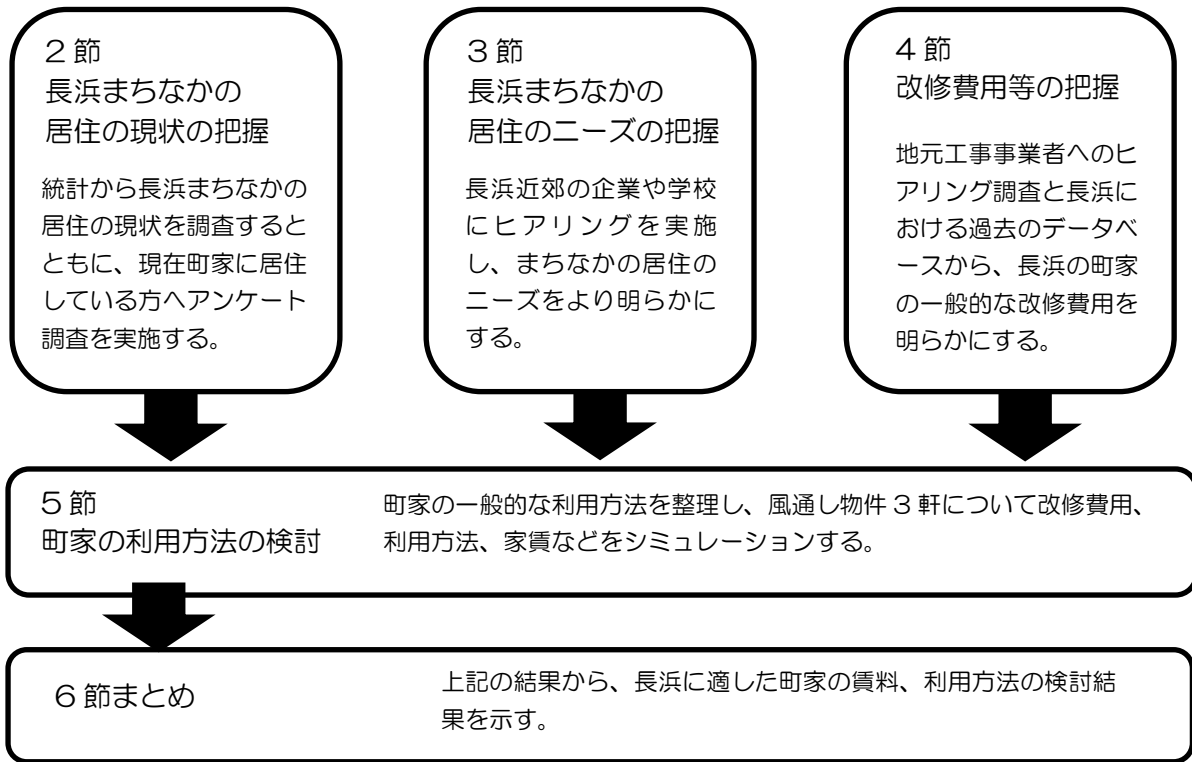 2節
長浜まちなかの
居住の現状の把握
統計から長浜まちなかの
居住の現状を調査すると
ともに、現在町家に居住
している方へアンケート
調査を実施する。
3節
長浜まちなかの
居住のニーズの把握
長浜近郊の企業や学校
にヒアリングを実施
し、まちなかの居住の
ニーズをより明らかに
する。
4節
改修費用等の把握
地元工事事業者へのヒ
アリング調査と長浜に
おける過去のデータベ
ースから、長浜の町家
の一般的な改修費用を
明らかにする。
5節
町家の利用方法の検討
町家の一般的な利用方法を整理し、風通し物件3軒について改修費用、
利用方法、家賃などをシミュレーションする。
6節まとめ
上記の結果から、長浜に適した町家の賃料、利用方法の検討結
果を示す。